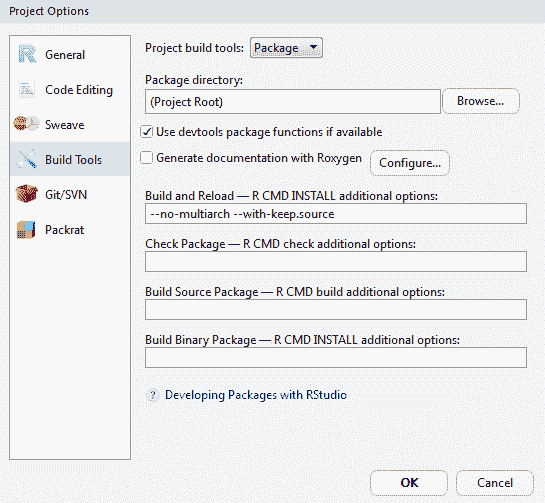 Project Options
General
Code Editing
Sweave
Build Tools
Git/SVN
Packrat
Project build tools: Package
Package directory:
(Project Root)
Browse...
Use devtools package functions if available
Generate documentation with Roxygen
Configure...
Build and Reload — R CMD INSTALL additional options:
--no-multiarch --with-keep.source
Check Package — R CMD check additional options:
Build Source Package — R CMD build additional options:
Build Binary Package — R CMD INSTALL additional options:
? Developing Packages with RStudio
OK
Cancel